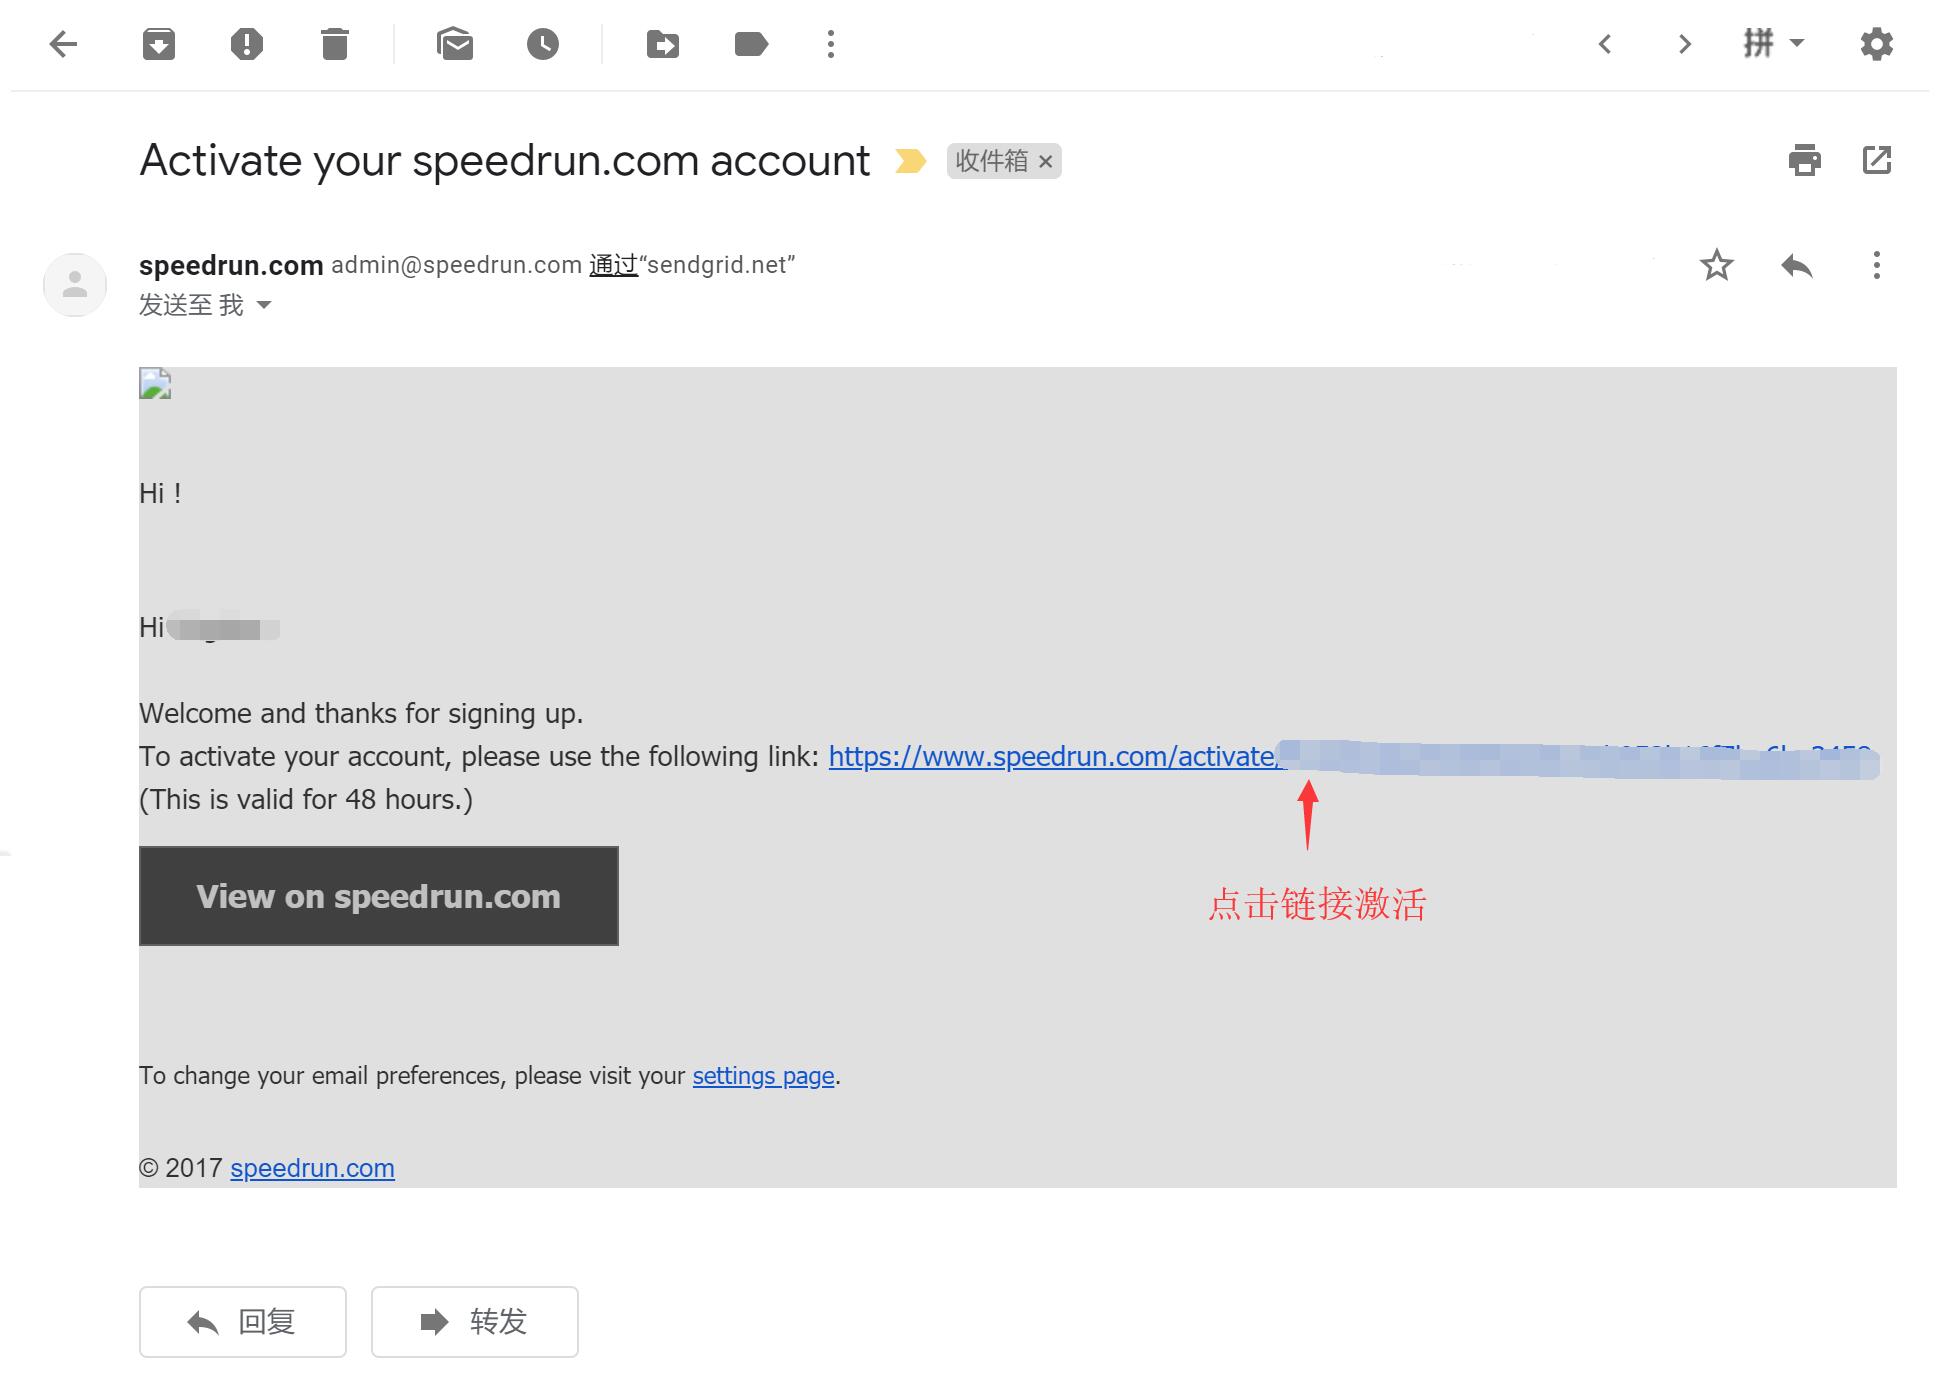 拼
Activate your speedrun.com account 收件箱 ×
speedrun.com admin@speedrun.com 通过“sendgrid.net”
发送至 我
Hi !
Hi
Welcome and thanks for signing up.
To activate your account, please use the following link: https://www.speedrun.com/activate/
(This is valid for 48 hours.)
点击链接激活
View on speedrun.com
To change your email preferences, please visit your settings page.
© 2017 speedrun.com
回复 转发